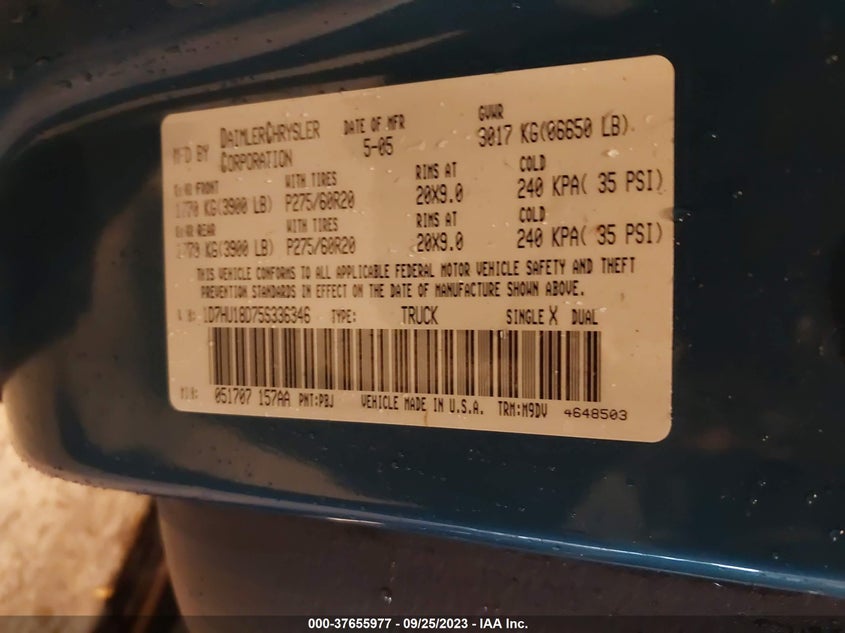 MFD BY DAIMLERCHRYSLER CORPORATION DATE OF MFR 5-05 GVWR 3017 KG(06650 LB)
GAWR FRONT WITH TIRES RIMS AT COLD
1770 KG(3900 LB) P275/60R20 20X9.0 240 KPA( 35 PSI)
GAWR REAR WITH TIRES RIMS AT COLD
1770 KG(3900 LB) P275/60R20 20X9.0 240 KPA( 35 PSI)
THIS VEHICLE CONFORMS TO ALL APPLICABLE FEDERAL MOTOR VEHICLE SAFETY AND THEFT
PREVENTION STANDARDS IN EFFECT ON THE DATE OF MANUFACTURE SHOWN ABOVE.
1D7HU18D75S336346 TYPE: TRUCK SINGLE X DUAL
051707 157AA PNT:PBJ VEHICLE MADE IN U.S.A. TRM:M9DV 4648503
000-37655977 - 09/25/2023 - IAA Inc.